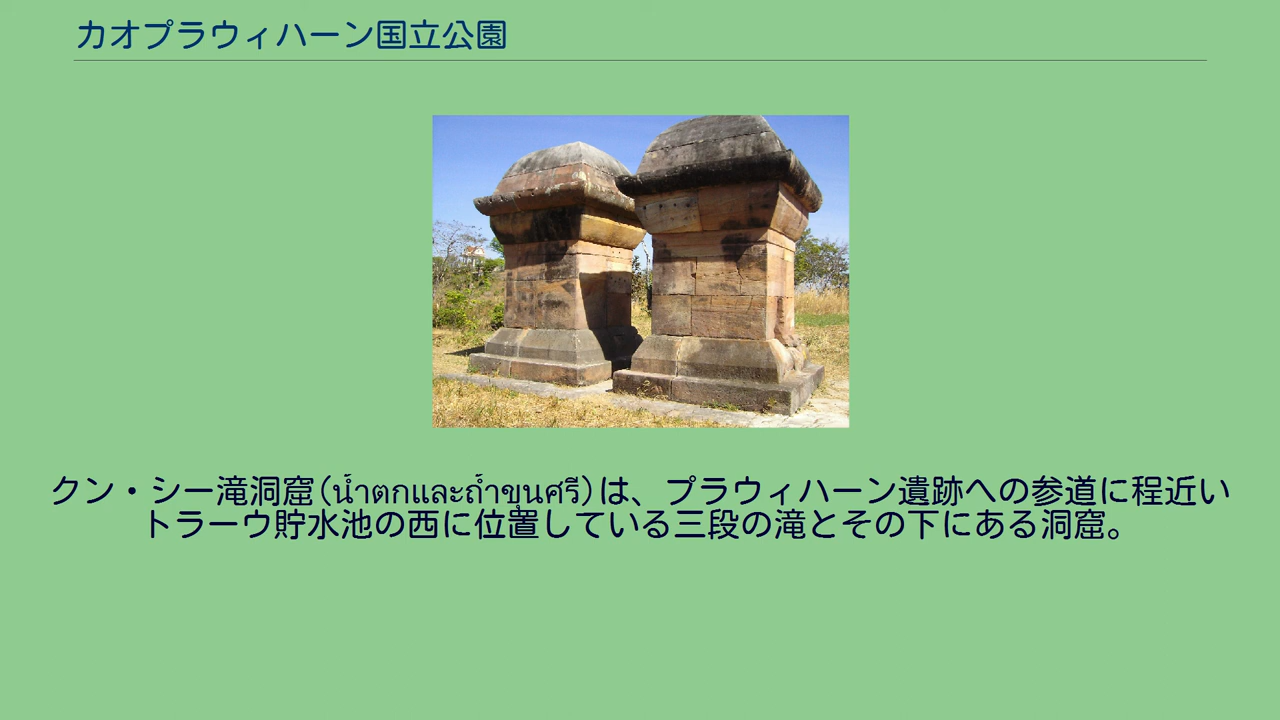 カオプラウィハーン国立公園
クン・シー滝洞窟(น้ำตกและถ้ำขุนศรี)は、プラウィハーン遺跡への参道に程近い
トラーウ貯水池の西に位置している三段の滝とその下にある洞窟。